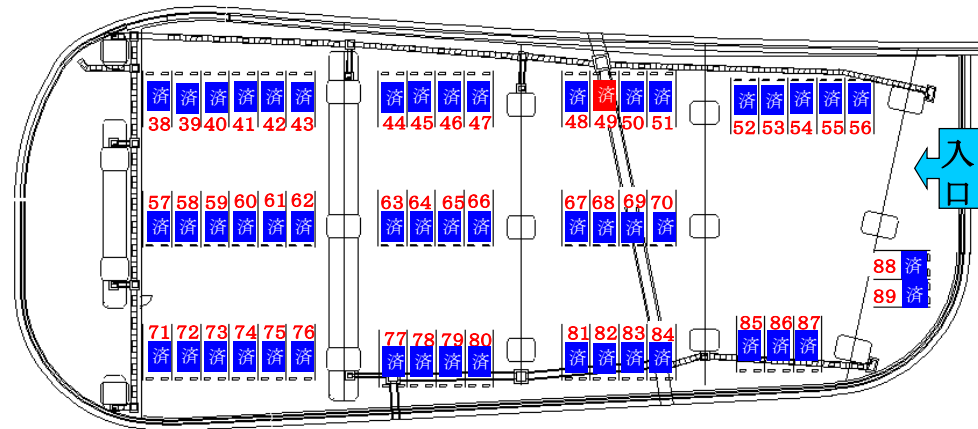 済 済 済 済 済 済 済 済 済 済 済 済 済 済 済 済 済 済 済
38 39 40 41 42 43 44 45 46 47 48 49 50 51 52 53 54 55 56
入口
57 58 59 60 61 62 63 64 65 66 67 68 69 70
済 済 済 済 済 済 済 済 済 済 済 済 済 済
88 済
89 済
71 72 73 74 75 76 77 78 79 80 81 82 83 84 85 86 87
済 済 済 済 済 済 済 済 済 済 済 済 済 済 済 済 済